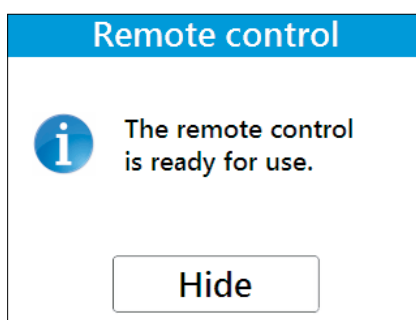 Remote control
The remote control
is ready for use.
Hide